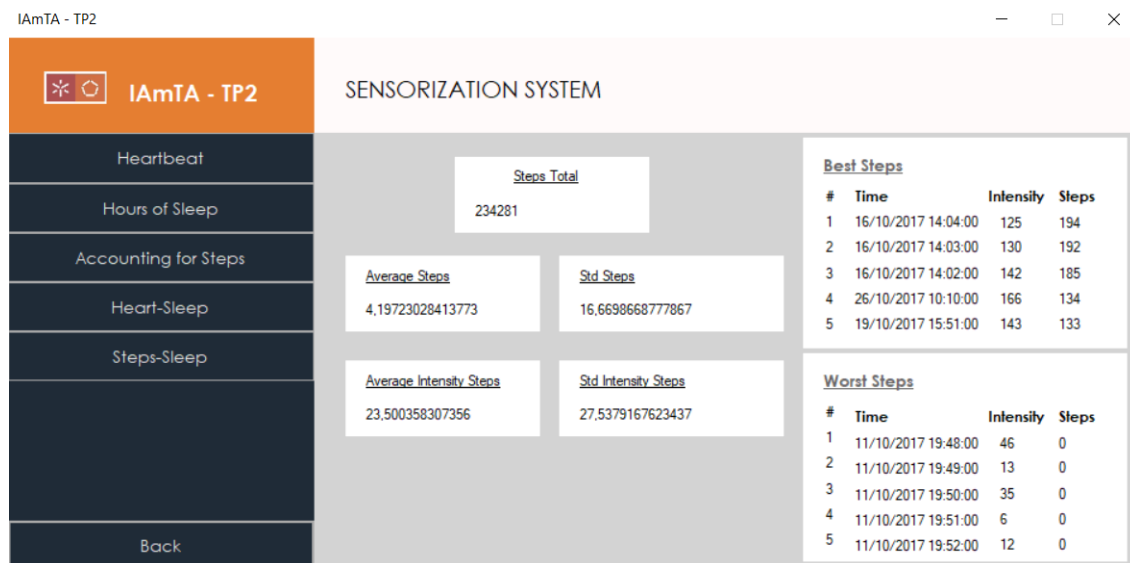 IAmTA - TP2
IAmTA - TP2
SENSORIZATION SYSTEM
Heartbeat
Hours of Sleep
Accounting for Steps
Heart-Sleep
Steps-Sleep
Back
Steps Total
234281
Average Steps
4,19723028413773
Std Steps
16,6698668777867
Average Intensity Steps
23,500358307356
Std Intensity Steps
27,5379167623437
Best Steps
# Time Intensity Steps
1 16/10/2017 14:04:00 125 194
2 16/10/2017 14:03:00 130 192
3 16/10/2017 14:02:00 142 185
4 26/10/2017 10:10:00 166 134
5 19/10/2017 15:51:00 143 133
Worst Steps
# Time Intensity Steps
1 11/10/2017 19:48:00 46 0
2 11/10/2017 19:49:00 13 0
3 11/10/2017 19:50:00 35 0
4 11/10/2017 19:51:00 6 0
5 11/10/2017 19:52:00 12 0